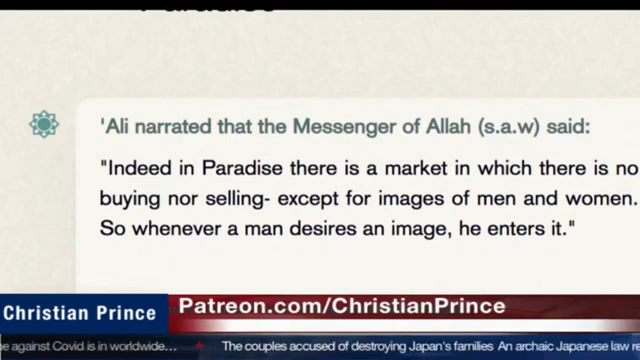 'Ali narrated that the Messenger of Allah (s.a.w) said:
"Indeed in Paradise there is a market in which there is no
buying nor selling- except for images of men and women.
So whenever a man desires an image, he enters it."
Christian Prince
Patreon.com/ChristianPrince
against Covid is in worldwide... The couples accused of destroying Japan's families An archaic Japanese law